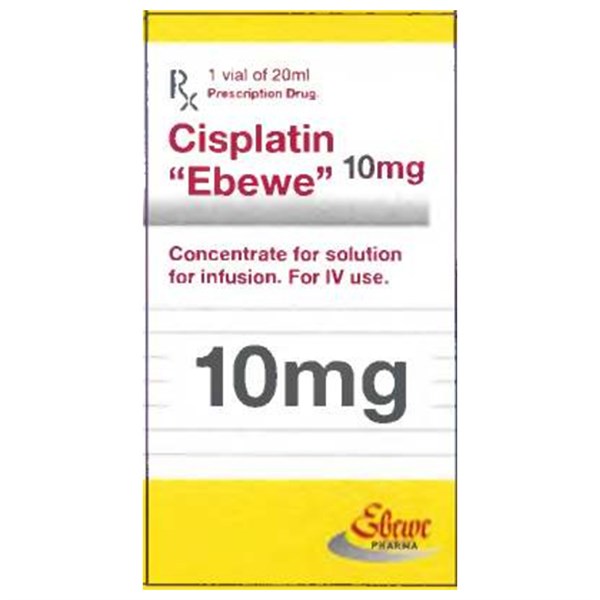 Rx 1 vial of 20ml
Prescription Drug.
Cisplatin
"Ebewe" 10mg
Concentrate for solution
for infusion. For IV use.
10mg
Ebewe
PHARMA